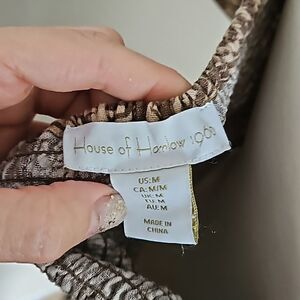 House of Harlow 1960
US:M
CA:M/M
UK:M
EU:M
AU:M
MADE IN
CHINA